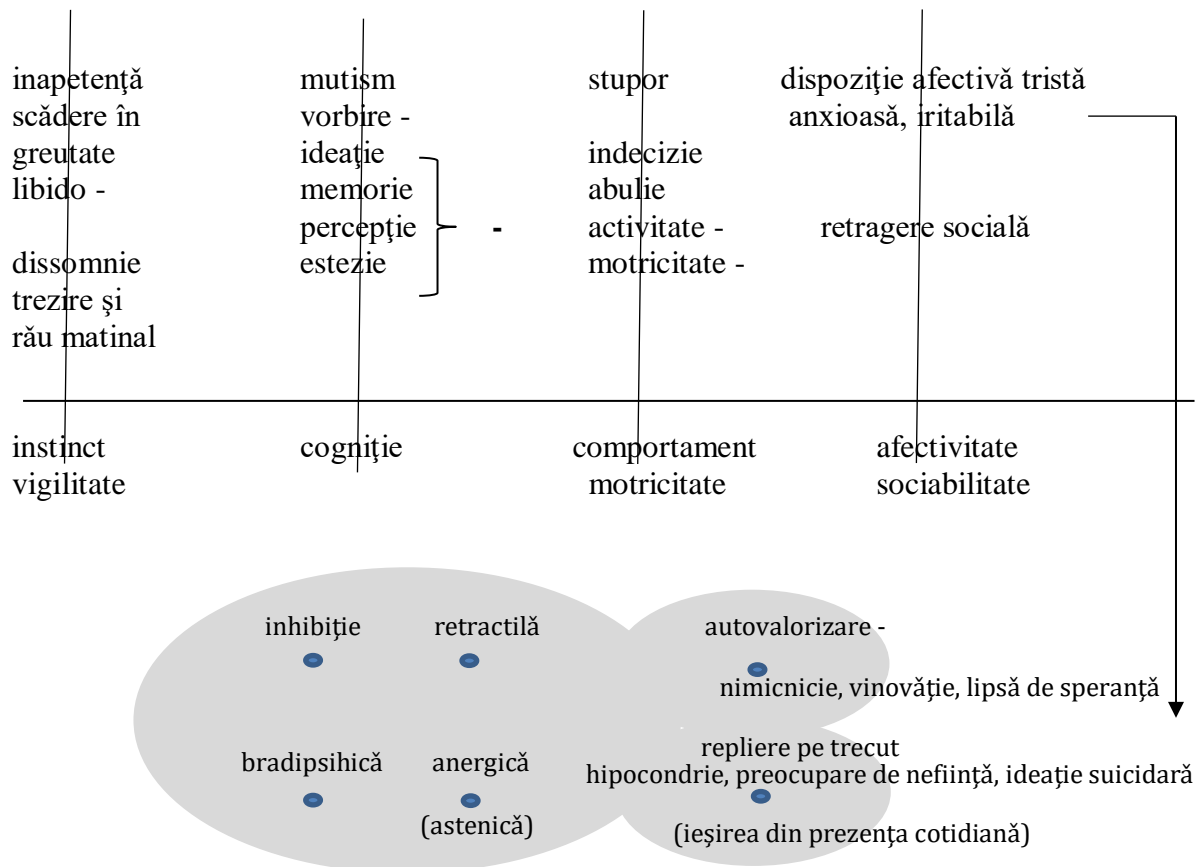 inapetenţă
scădere în
greutate
libido -
dissomnie
trezire şi
rău matinal
mutism
vorbire -
ideaţie
memorie
percepţie
estezie
-
stupor
indecizie
abulie
activitate -
motricitate -
dispoziţie afectivă tristă
anxioasă, iritabilă
retragere socială
instinct
vigilitate
cogniţie
comportament
motricitate
afectivitate
sociabilitate
inhibiţie
retractilă
autovalorizare -
nimicnicie, vinovăţie, lipsă de speranţă
bradipsihică
anergică
(astenică)
repliere pe trecut
hipocondrie, preocupare de nefiinţă, ideaţie suicidară
(ieşirea din prezenţa cotidiană)